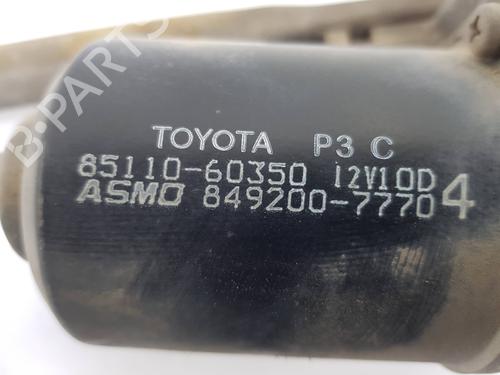 TOYOTA P3 C
85110-60350 12V10D
ASMO 849200-7770 4
B-PARTS